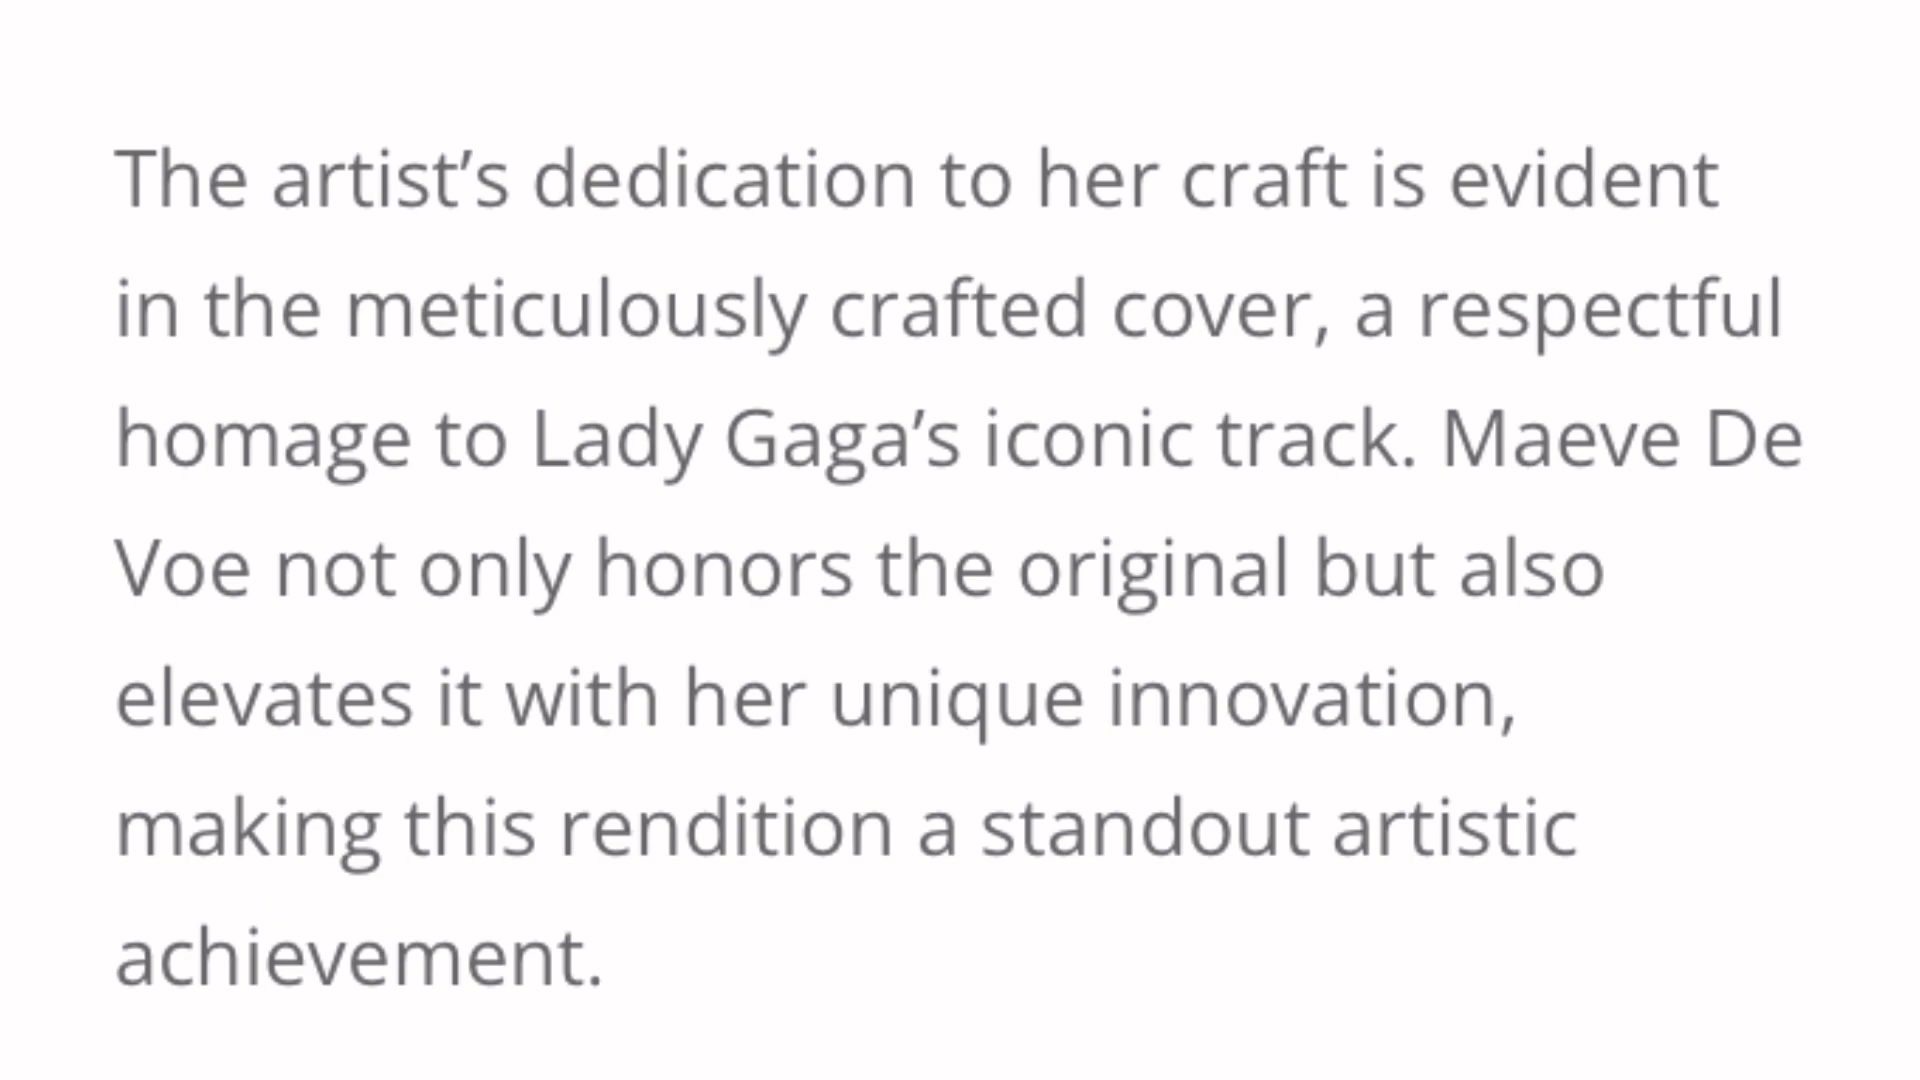 The artist’s dedication to her craft is evident
in the meticulously crafted cover, a respectful
homage to Lady Gaga’s iconic track. Maeve De
Voe not only honors the original but also
elevates it with her unique innovation,
making this rendition a standout artistic
achievement.